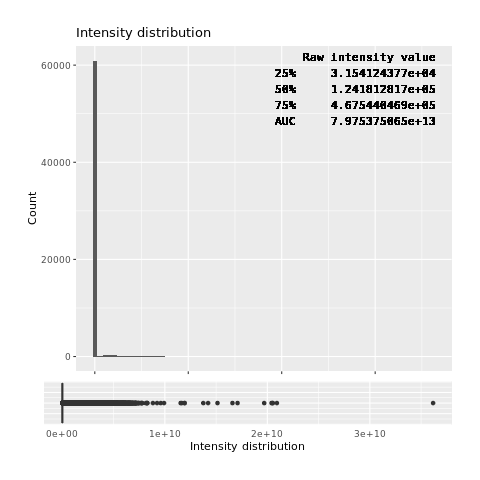 Intensity distribution
Raw intensity value
25% 3.154124377e+04
50% 1.241812817e+05
75% 4.675440469e+05
AUC 7.975375065e+13
60000
40000
20000
0
Count
0e+00 1e+10 2e+10 3e+10
Intensity distribution